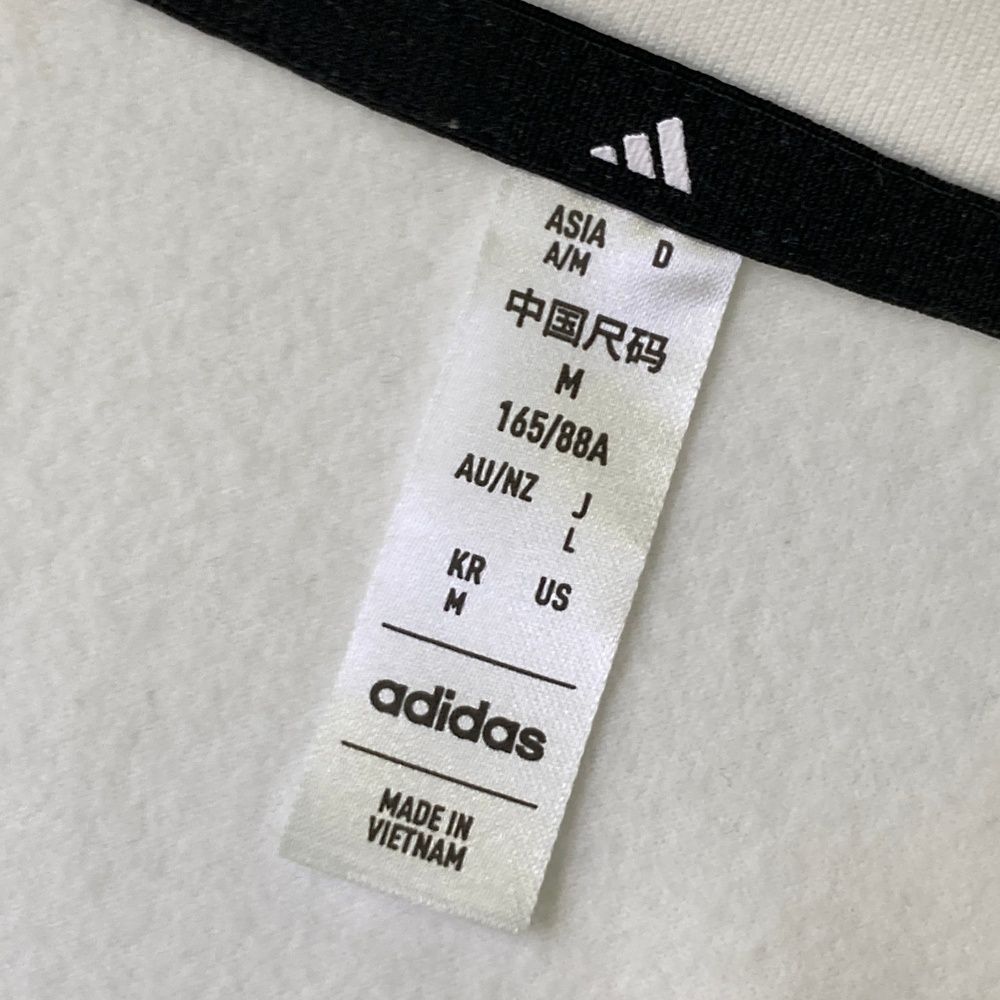 ASIA D
A/M
中国尺码
M
165/88A
AU/NZ J
L
KR US
M
adidas
MADE IN
VIETNAM